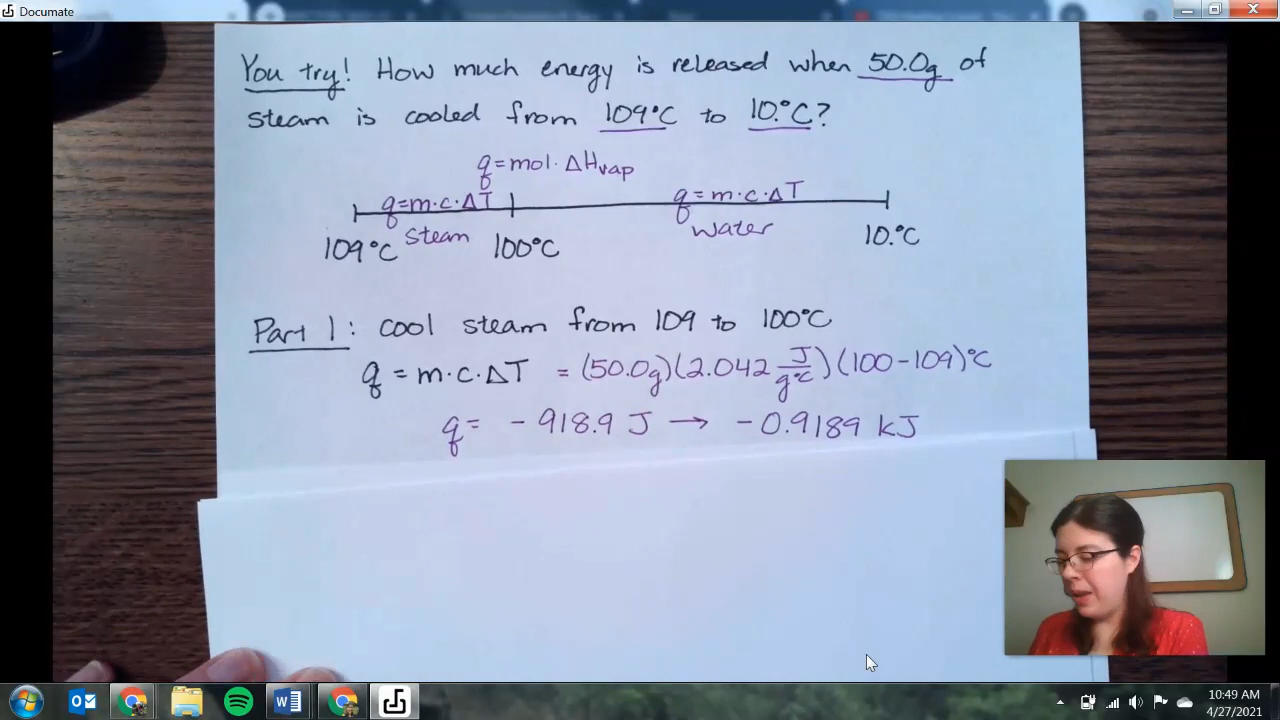 Documate
You try! How much energy is released when 50.0g of
steam is cooled from 109°C to 10.°C?
q=mol·ΔHvap
q=m·c·ΔT q=m·c·ΔT
steam water
109°C 100°C 10.°C
Part 1: cool steam from 109 to 100°C
q = m·c·ΔT = (50.0g)(2.042 J/g°C)(100-109)°C
q= -918.9 J → -0.9189 kJ
10:49 AM
4/27/2021